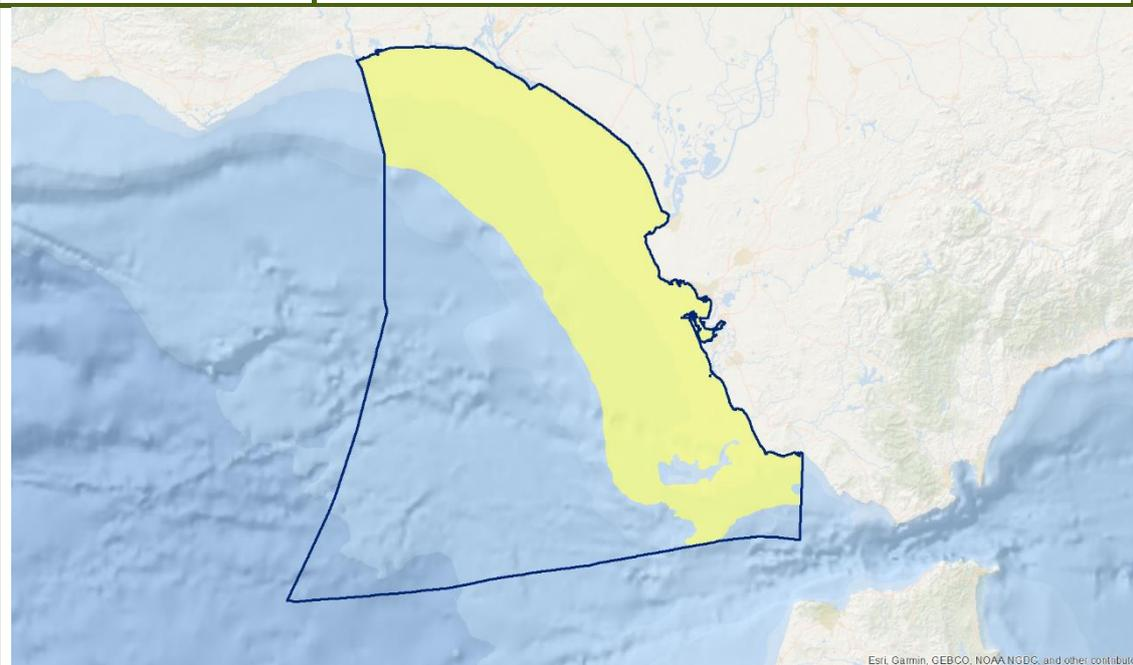 Esri, Garmin, GEBCO, NOAA NGDC, and other contribut